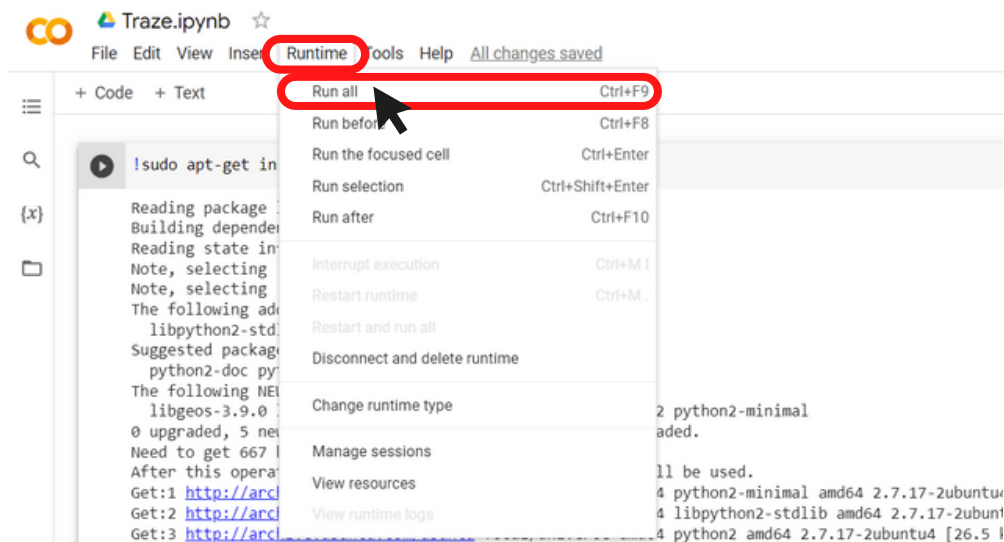 Traze.ipynb
File Edit View Inser Runtime Tools Help All changes saved
+ Code + Text
Run all Ctrl+F9
Run before Ctrl+F8
Run the focused cell Ctrl+Enter
Run selection Ctrl+Shift+Enter
Run after Ctrl+F10
Interrupt execution Ctrl+M I
Restart runtime Ctrl+M .
Restart and run all
Disconnect and delete runtime
Change runtime type
Manage sessions
View resources
View runtime logs
{x}
!sudo apt-get in
Reading package
Building depende
Reading state in
Note, selecting
Note, selecting
The following ad
libpython2-std
Suggested packag
python2-doc py
The following NE
libgeos-3.9.0 2 python2-minimal
0 upgraded, 5 ne aded.
Need to get 667
After this opera ll be used.
Get:1 http://arc 4 python2-minimal amd64 2.7.17-2ubuntu4
Get:2 http://arc 4 libpython2-stdlib amd64 2.7.17-2ubunt
Get:3 http://arc 4 python2 amd64 2.7.17-2ubuntu4 [26.5